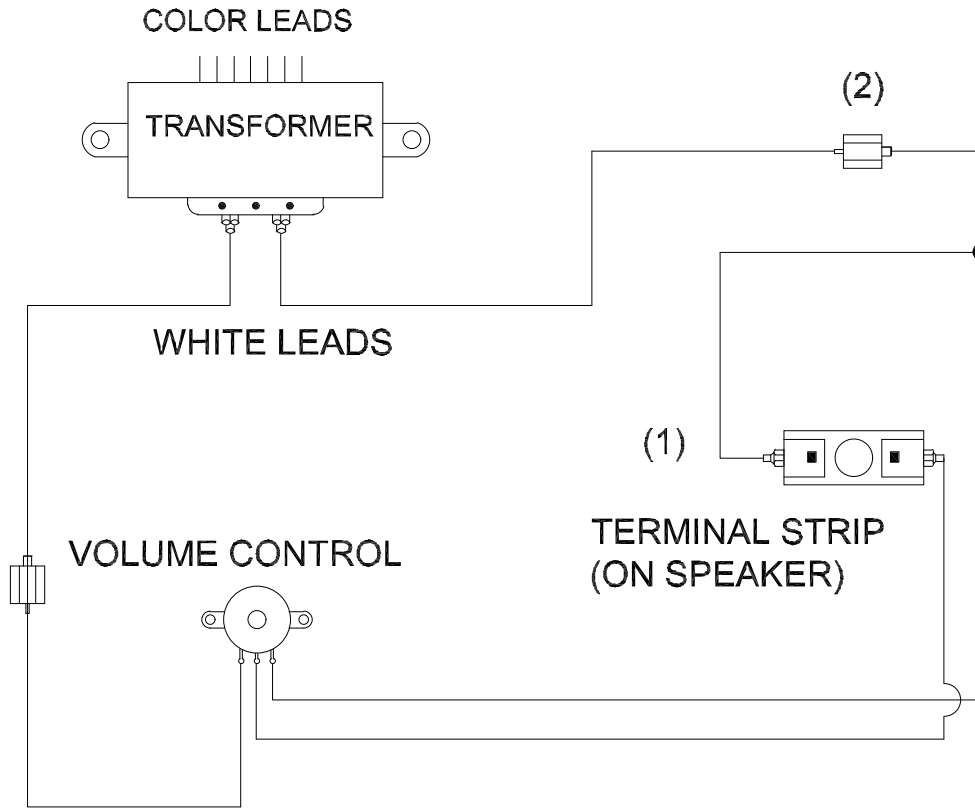 COLOR LEADS
TRANSFORMER
(2)
WHITE LEADS
(1)
TERMINAL STRIP
(ON SPEAKER)
VOLUME CONTROL